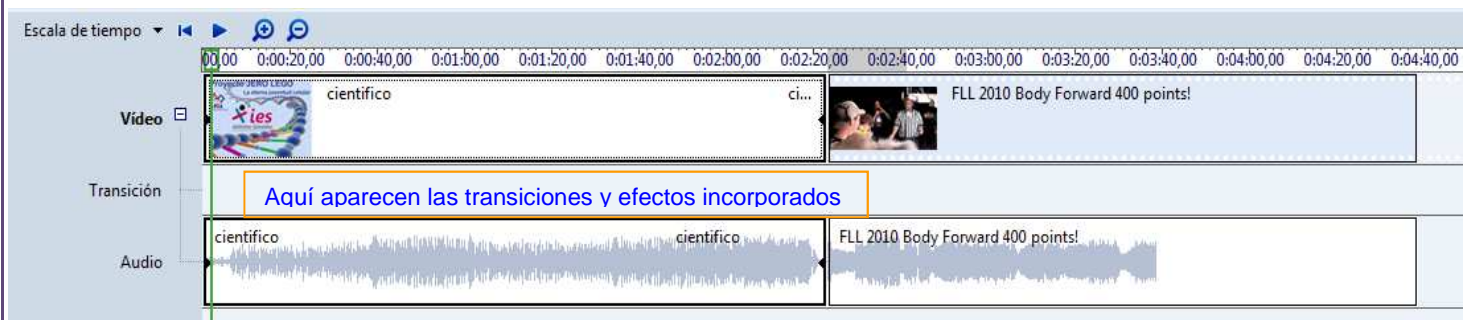 Escala de tiempo
00,00 0:00:20,00 0:00:40,00 0:01:00,00 0:01:20,00 0:01:40,00 0:02:00,00 0:02:20,00 0:02:40,00 0:03:00,00 0:03:20,00 0:03:40,00 0:04:00,00 0:04:20,00 0:04:40,00
Vídeo
Proyecto JERO LEGO
ies
cientifico ci... FLL 2010 Body Forward 400 points!
Transición
Aquí aparecen las transiciones y efectos incorporados
Audio
cientifico cientifico FLL 2010 Body Forward 400 points!